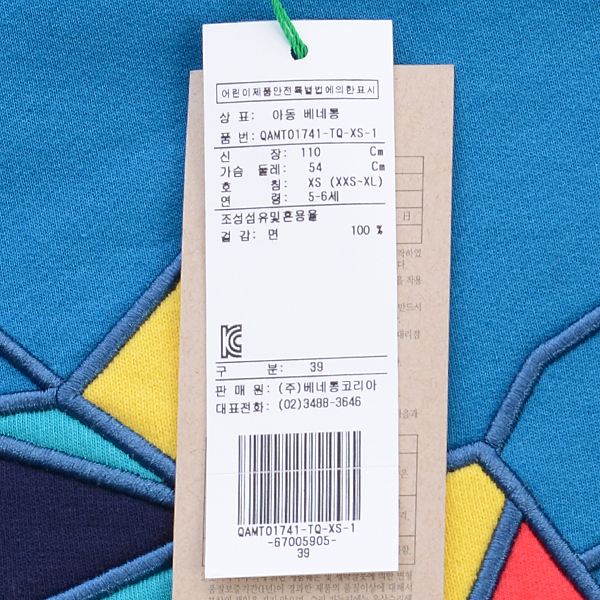 어린이제품안전특별법에의한표시
상 표: 아동 베네통
품 번: QAMT01741-TQ-XS-1
신 장: 110 Cm
가슴 둘레: 54 Cm
호 칭: XS (XXS~XL)
연 령: 5-6세
조성섬유및혼용율
겉 감: 면 100 %
구 분: 39
판 매 원: (주)베네통코리아
대표전화: (02)3488-3646
QAMT01741-TQ-XS-1
-67005905-
39
日